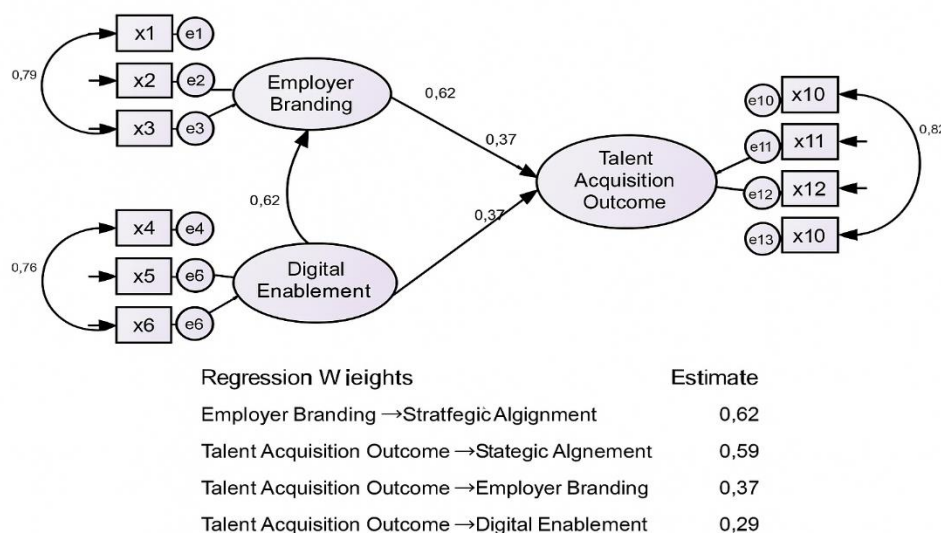 x1 e1
0,79
x2 e2
x3 e3
Employer
Branding
0,62
0,37
0,62
x4 e4
0,76
x5 e6
x6 e6
Digital
Enablement
0,37
Talent
Acquisition
Outcome
e10 x10
e11 x11
0,82
e12 x12
e13 x10
Regression W ieights Estimate
Employer Branding →Stratfegic Algignment 0,62
Talent Acquisition Outcome →Stategic Algnement 0,59
Talent Acquisition Outcome →Employer Branding 0,37
Talent Acquisition Outcome →Digital Enablement 0,29